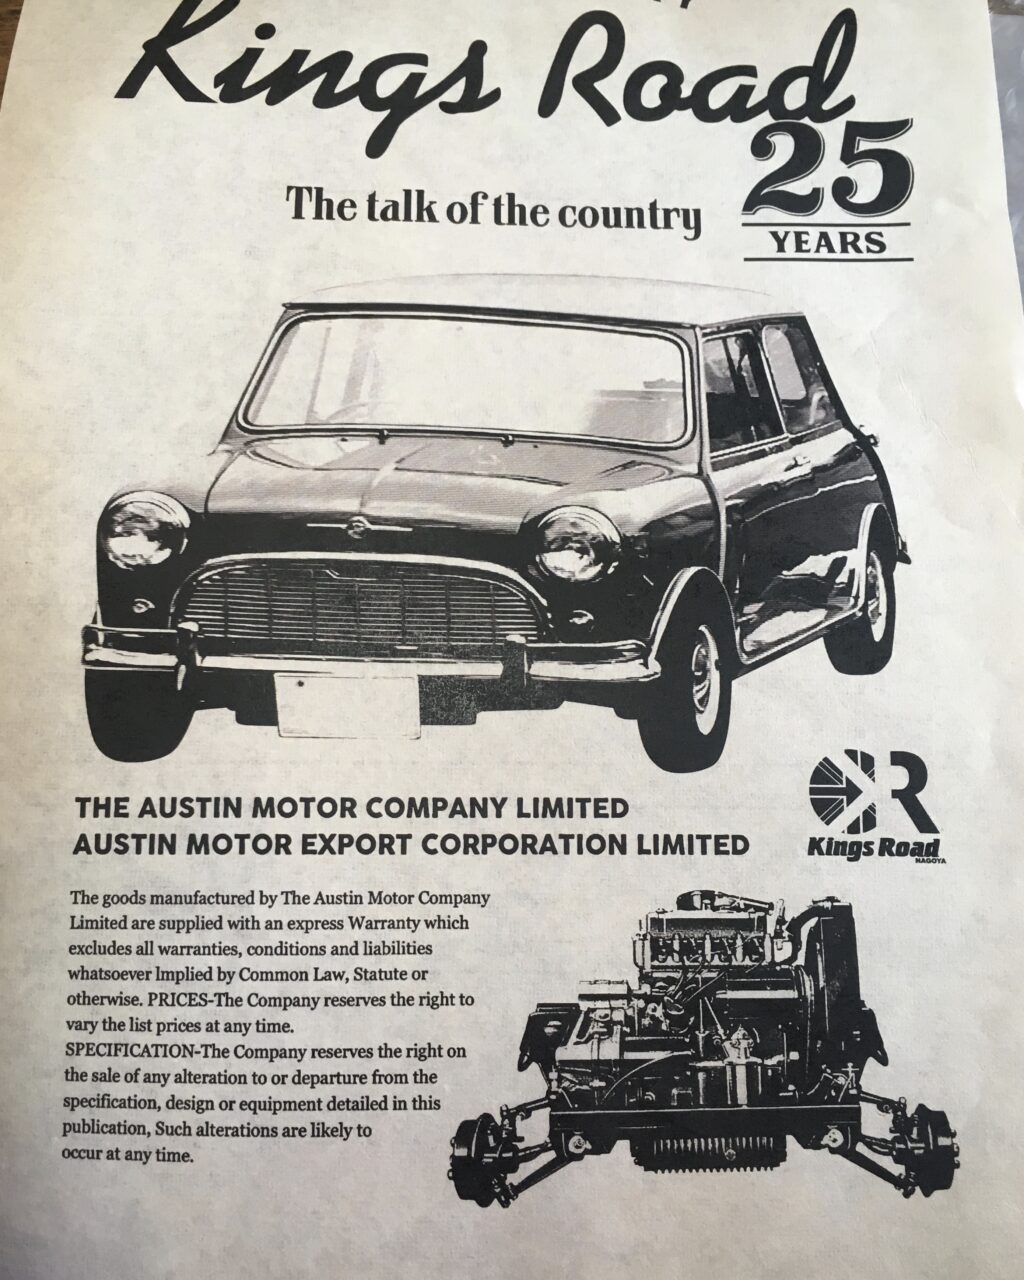 Kings Road
25
YEARS
The talk of the country
THE AUSTIN MOTOR COMPANY LIMITED
AUSTIN MOTOR EXPORT CORPORATION LIMITED
R
Kings Road
NAGOYA
The goods manufactured by The Austin Motor Company
Limited are supplied with an express Warranty which
excludes all warranties, conditions and liabilities
whatsoever lmplied by Common Law, Statute or
otherwise. PRICES-The Company reserves the right to
vary the list prices at any time.
SPECIFICATION-The Company reserves the right on
the sale of any alteration to or departure from the
specification, design or equipment detailed in this
publication, Such alterations are likely to
occur at any time.